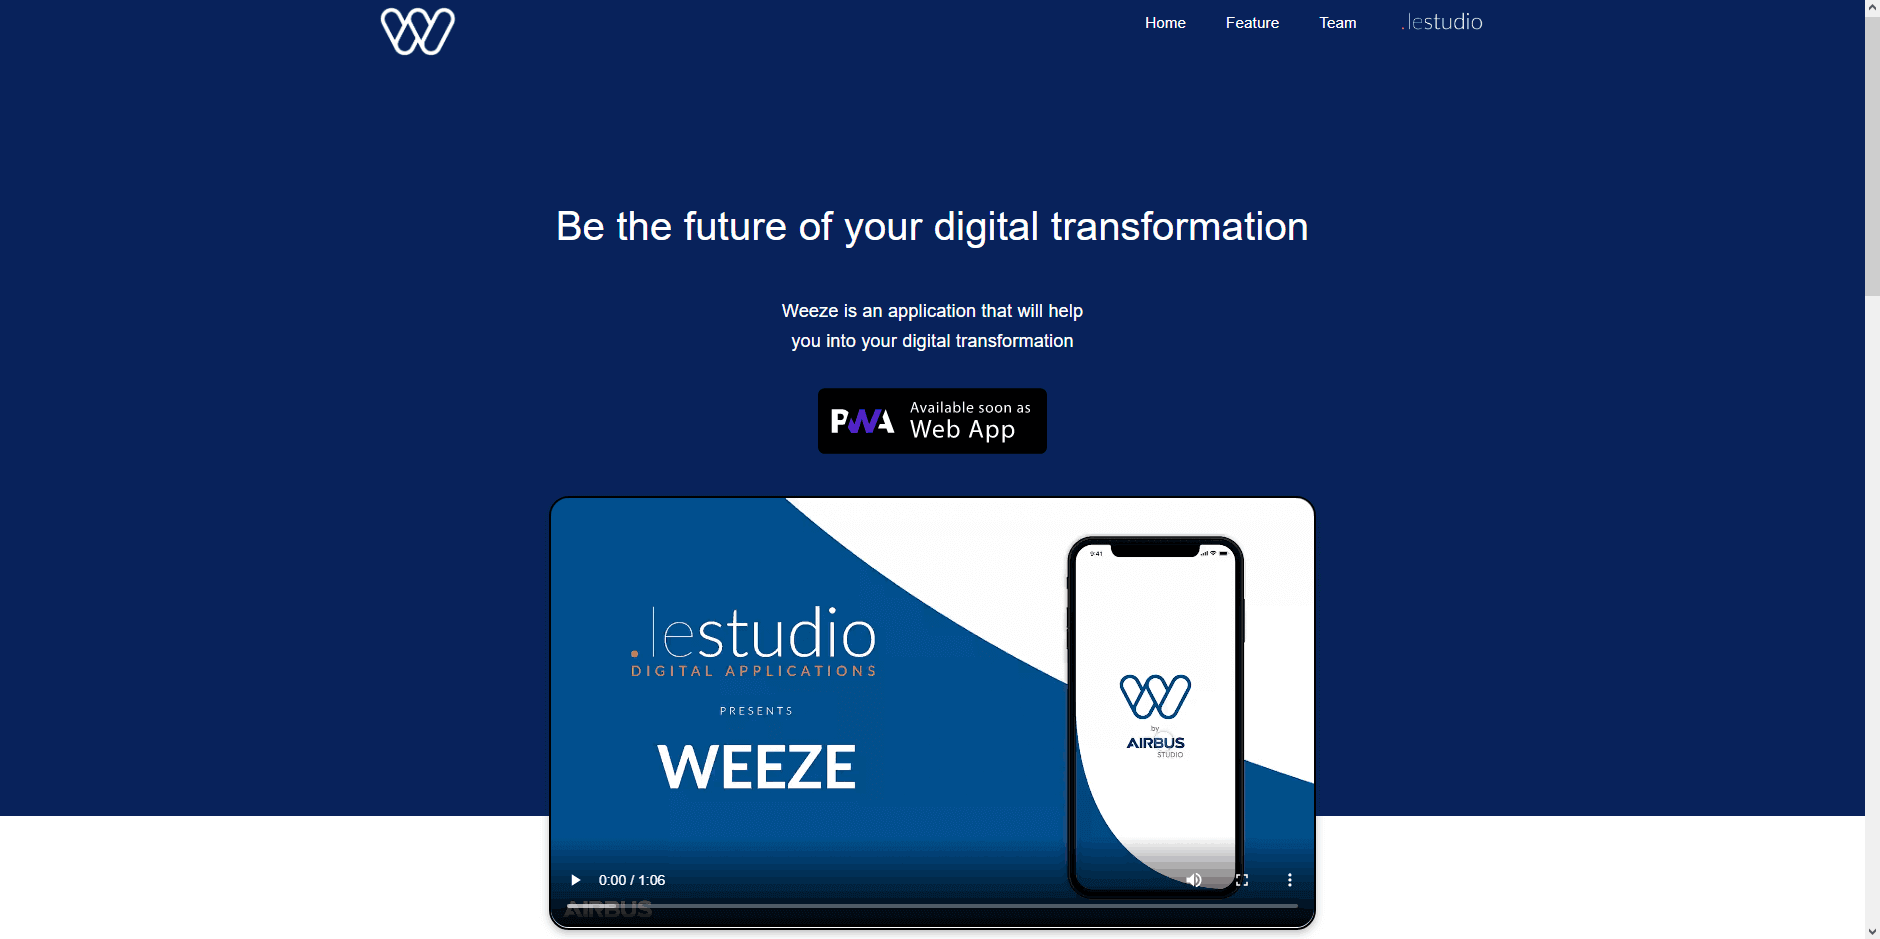 Home Feature Team .lestudio
Be the future of your digital transformation
Weeze is an application that will help
you into your digital transformation
PWA Available soon as
Web App
9:41
.lestudio
DIGITAL APPLICATIONS
PRESENTS
WEEZE
W
by
AIRBUS
STUDIO
0:00 / 1:06
AIRBUS